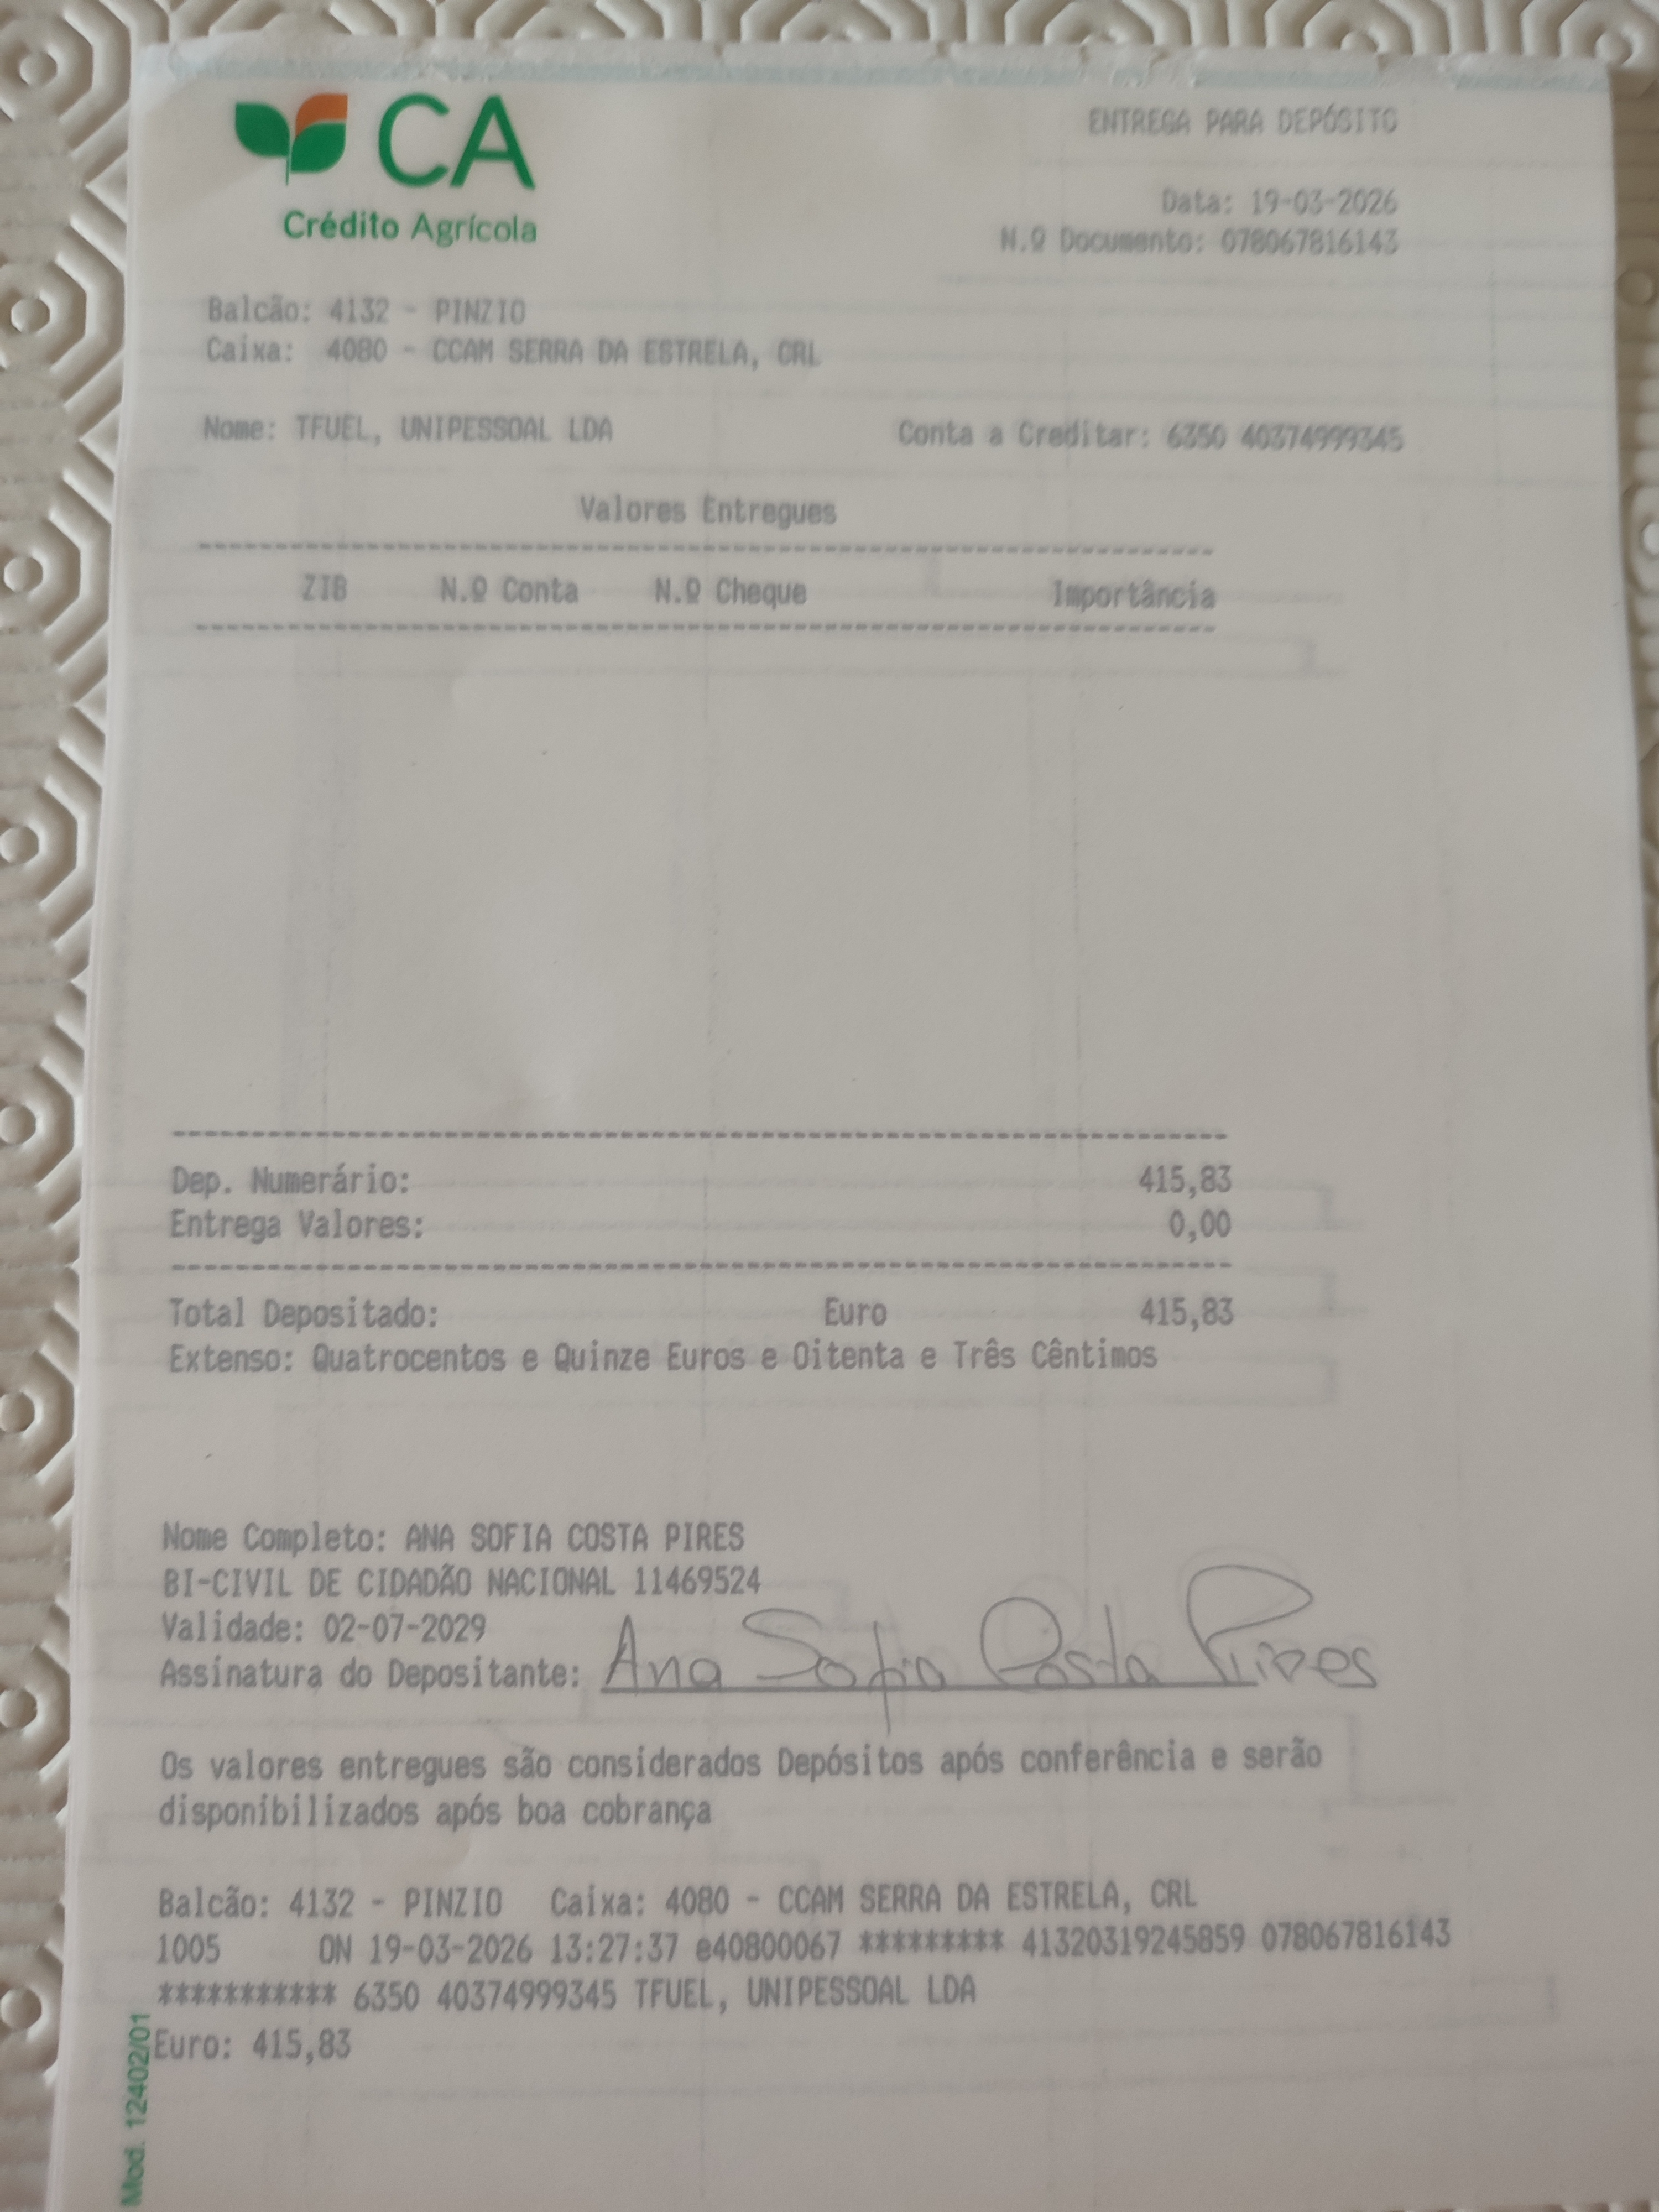 CA
Crédito Agrícola
ENTREGA PARA DEPÓSITO
Data: 19-03-2026
N.º Documento: 078067816143
Balcão: 4132 - PINZIO
Caixa: 4080 - CCAM SERRA DA ESTRELA, CRL
Nome: TFUEL, UNIPESSOAL LDA Conta a Creditar: 6350 40374999345
Valores Entregues
ZIB N.º Conta N.º Cheque Importância
Dep. Numerário: 415,83
Entrega Valores: 0,00
Total Depositado: Euro 415,83
Extenso: Quatrocentos e Quinze Euros e Oitenta e Três Cêntimos
Nome Completo: ANA SOFIA COSTA PIRES
BI-CIVIL DE CIDADÃO NACIONAL 11469524
Validade: 02-07-2029
Assinatura do Depositante: Ana Sofia Costa Pires
Os valores entregues são considerados Depósitos após conferência e serão
disponibilizados após boa cobrança
Balcão: 4132 - PINZIO Caixa: 4080 - CCAM SERRA DA ESTRELA, CRL
1005 ON 19-03-2026 13:27:37 e40800067 ********* 41320319245859 078067816143
*********** 6350 40374999345 TFUEL, UNIPESSOAL LDA
Euro: 415,83
Mod. 12402/01